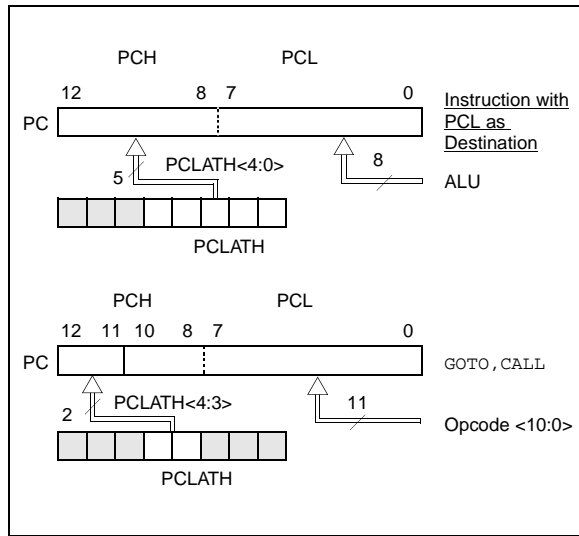 PCH PCL
12 8 7 0
PC
Instruction with
PCL as
Destination
5 PCLATH<4:0> 8
ALU
PCLATH
PCH PCL
12 11 10 8 7 0
PC GOTO,CALL
2 PCLATH<4:3> 11
Opcode <10:0>
PCLATH